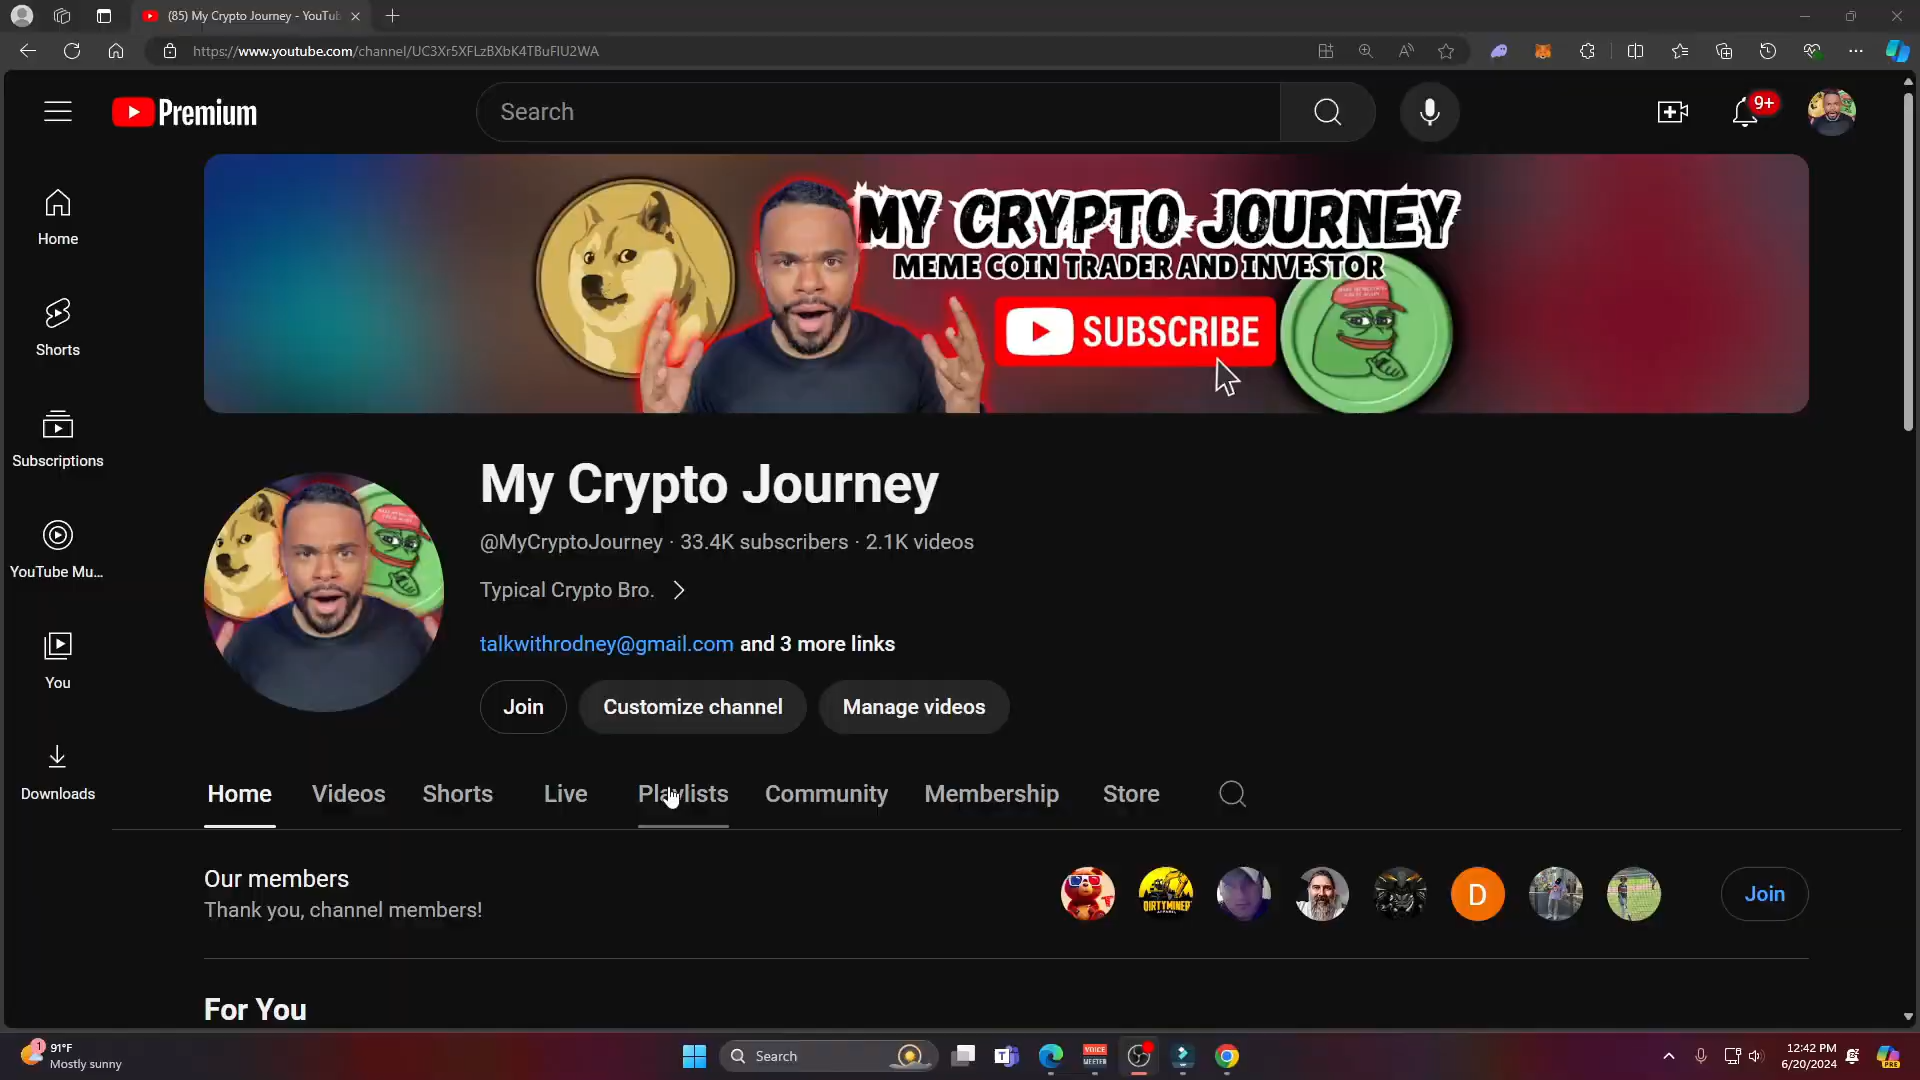 (85) My Crypto Journey - YouTub
https://www.youtube.com/channel/UC3Xr5XFLzBXbK4TBuFIU2WA
Premium
Search
9+
MY CRYPTO JOURNEY
MEME COIN TRADER AND INVESTOR
SUBSCRIBE
Home
Shorts
Subscriptions
YouTube Mu...
You
Downloads
My Crypto Journey
@MyCryptoJourney · 33.4K subscribers · 2.1K videos
Typical Crypto Bro.
talkwithrodney@gmail.com and 3 more links
Join
Customize channel
Manage videos
Home
Videos
Shorts
Live
Playlists
Community
Membership
Store
Our members
Thank you, channel members!
DIRTYMINER
APPAREL
D
Join
For You
1
91°F
Mostly sunny
Search
VOICE
MEETER
12:42 PM
6/20/2024
PRE